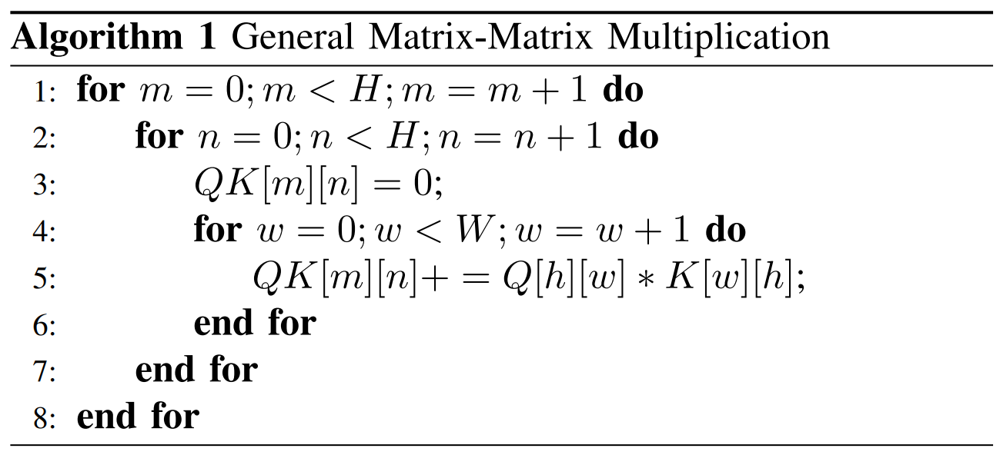 Algorithm 1 General Matrix-Matrix Multiplication
1: for m = 0; m < H; m = m + 1 do
2: for n = 0; n < H; n = n + 1 do
3: QK[m][n] = 0;
4: for w = 0; w < W; w = w + 1 do
5: QK[m][n]+ = Q[h][w] ∗ K[w][h];
6: end for
7: end for
8: end for